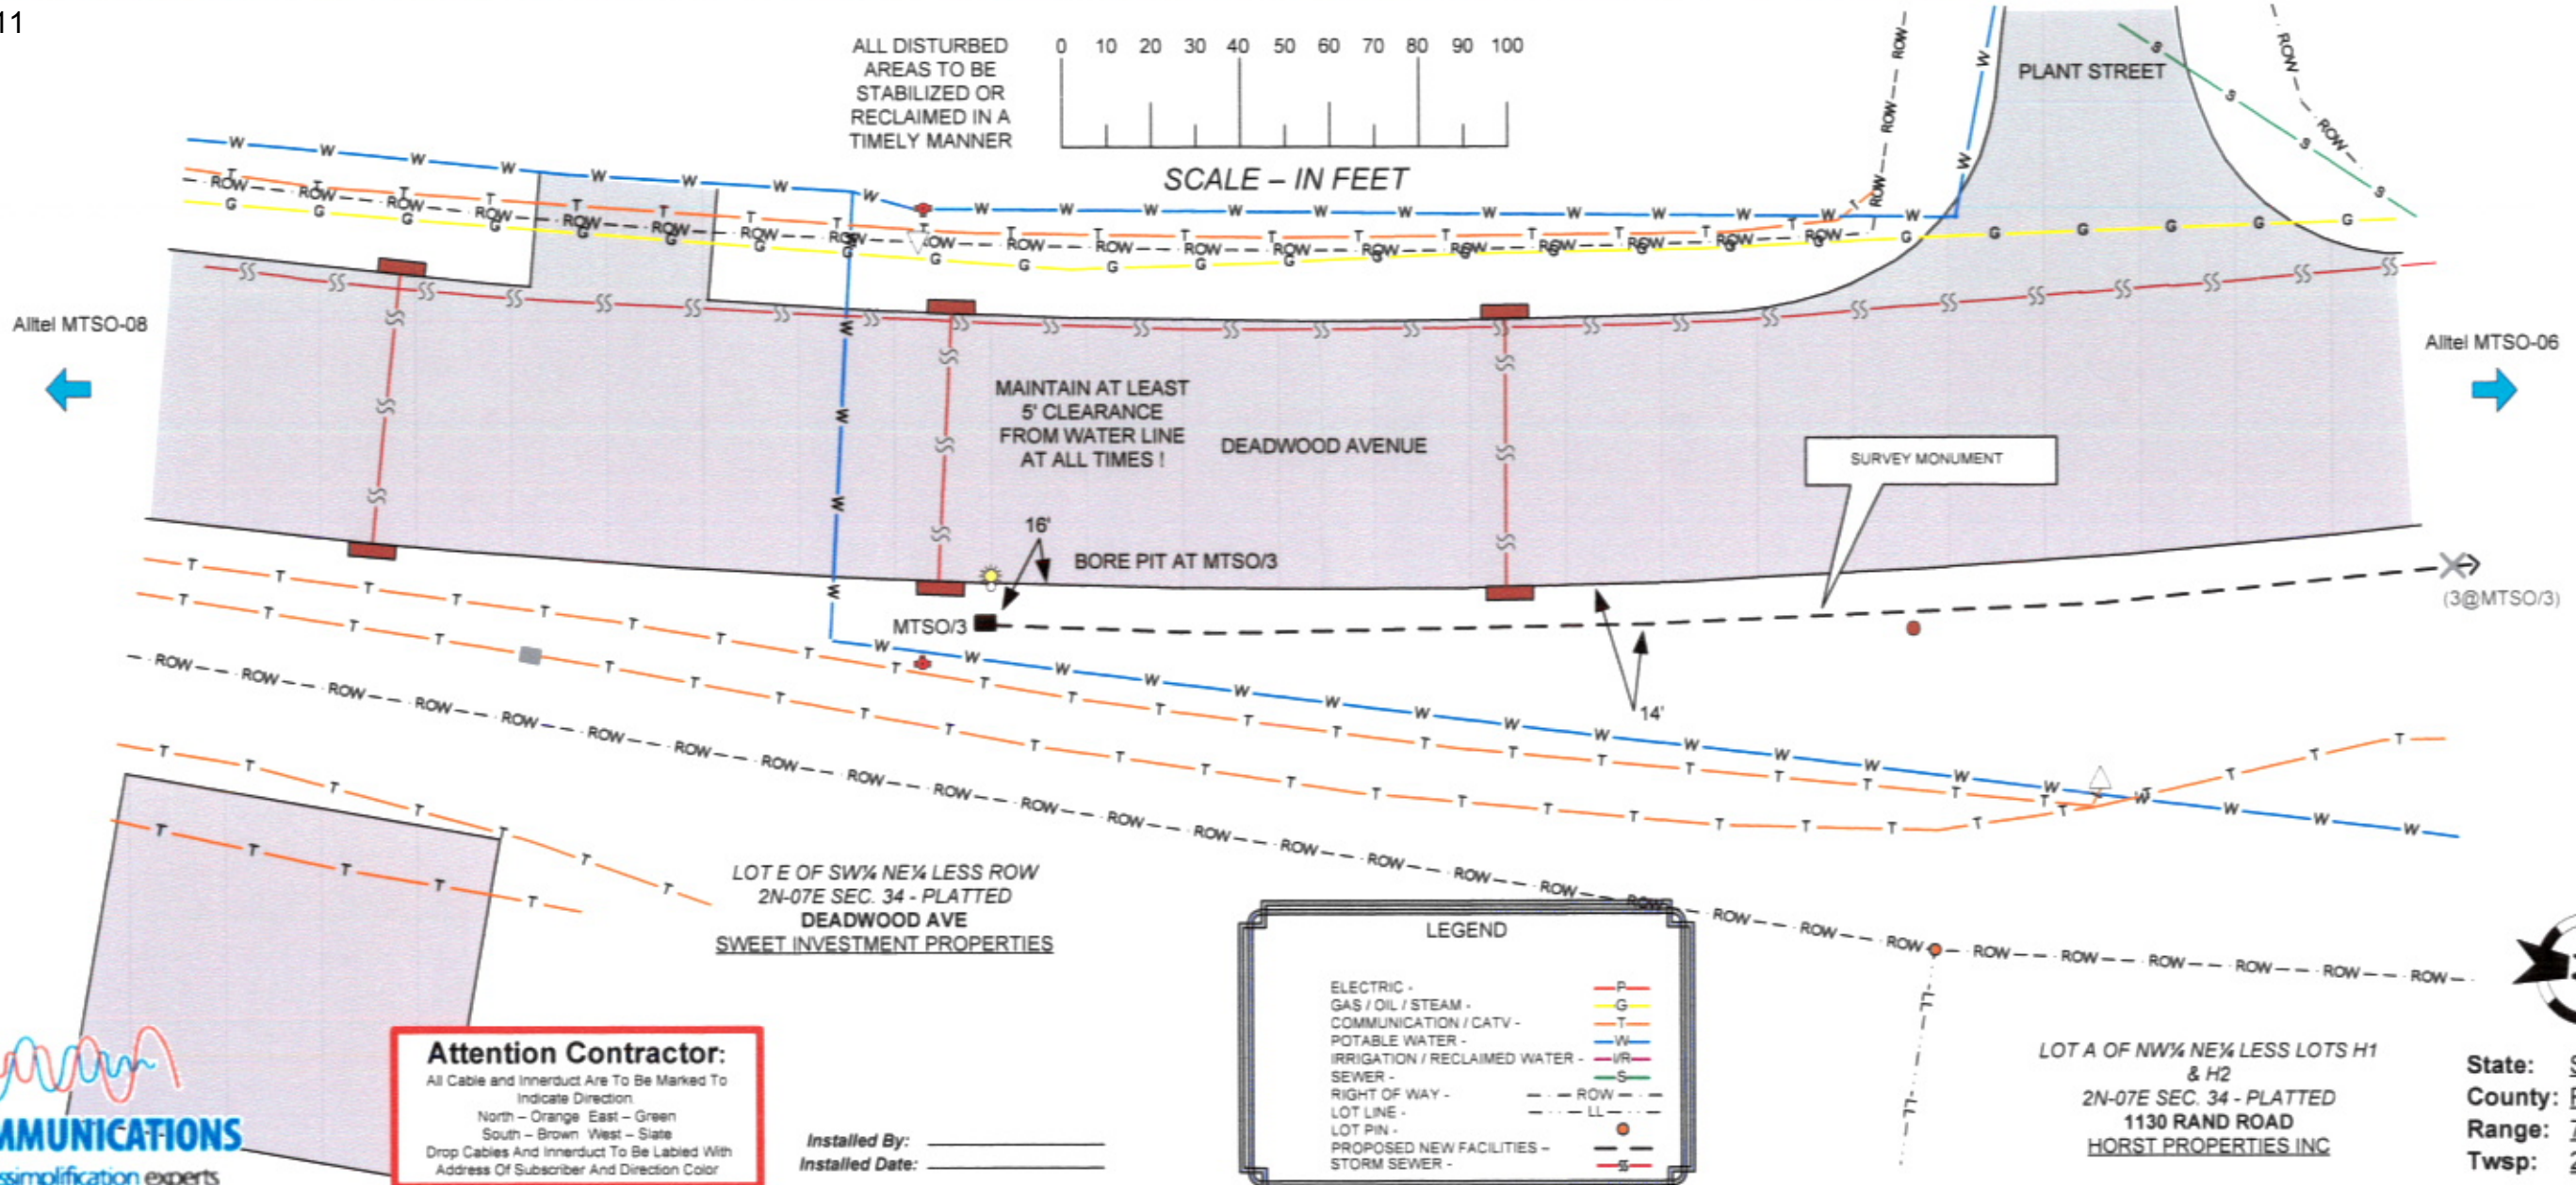 11
ALL DISTURBED
AREAS TO BE
STABILIZED OR
RECLAIMED IN A
TIMELY MANNER
0 10 20 30 40 50 60 70 80 90 100
SCALE – IN FEET
PLANT STREET
Alltel MTSO-08
Alltel MTSO-06
MAINTAIN AT LEAST
5' CLEARANCE
FROM WATER LINE
AT ALL TIMES !
DEADWOOD AVENUE
SURVEY MONUMENT
16'
BORE PIT AT MTSO/3
MTSO/3
(3@MTSO/3)
14'
LOT E OF SW¼ NE¼ LESS ROW
2N-07E SEC. 34 - PLATTED
DEADWOOD AVE
SWEET INVESTMENT PROPERTIES
LEGEND
ELECTRIC - P
GAS / OIL / STEAM - G
COMMUNICATION / CATV - T
POTABLE WATER - W
IRRIGATION / RECLAIMED WATER - I/R
SEWER - S
RIGHT OF WAY - ROW
LOT LINE - LL
LOT PIN -
PROPOSED NEW FACILITIES –
STORM SEWER -
LOT A OF NW¼ NE¼ LESS LOTS H1
& H2
2N-07E SEC. 34 - PLATTED
1130 RAND ROAD
HORST PROPERTIES INC
State:
County:
Range: 7
Twsp: 2
MMUNICATIONS
ssimplification experts
Attention Contractor:
All Cable and Innerduct Are To Be Marked To
Indicate Direction.
North – Orange East – Green
South – Brown West – Slate
Drop Cables And Innerduct To Be Labled With
Address Of Subscriber And Direction Color
Installed By:
Installed Date: